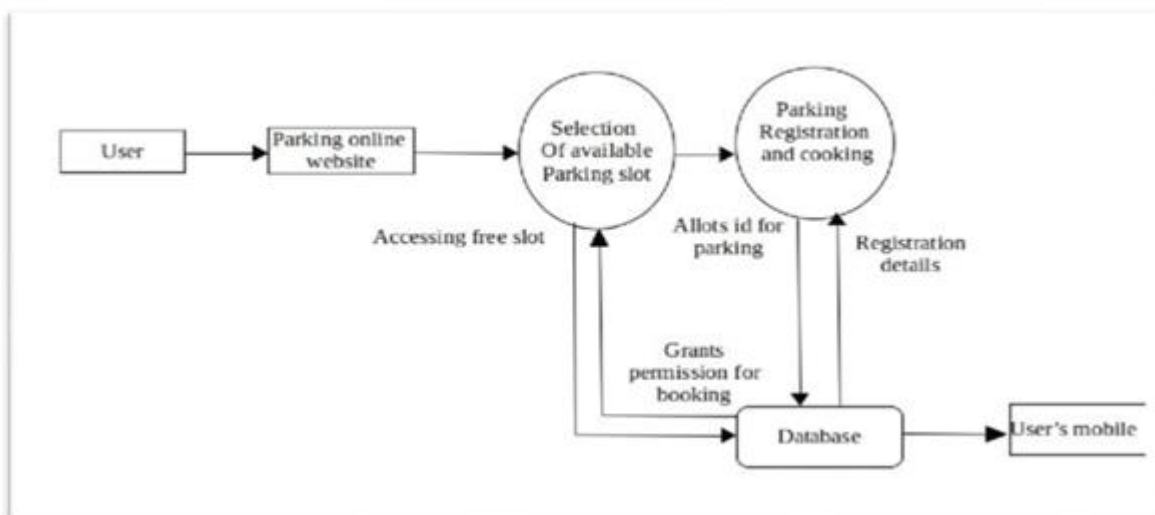 User
Parking online
website
Selection
Of available
Parking slot
Parking
Registration
and cooking
Accessing free slot
Allots id for
parking
Registration
details
Grants
permission for
booking
Database
User's mobile